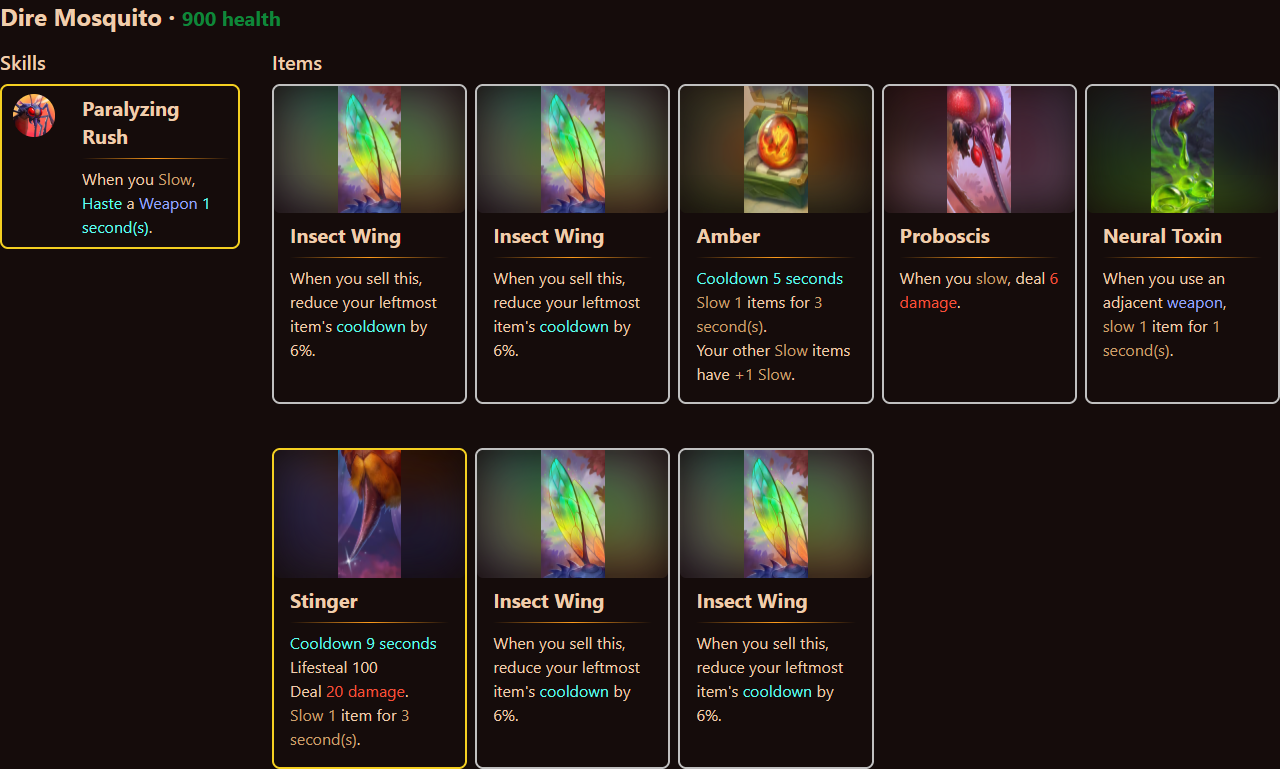 Dire Mosquito · 900 health
Skills
Items
Paralyzing
Rush
When you Slow,
Haste a Weapon 1
second(s).
Insect Wing
When you sell this,
reduce your leftmost
item's cooldown by
6%.
Insect Wing
When you sell this,
reduce your leftmost
item's cooldown by
6%.
Amber
Cooldown 5 seconds
Slow 1 items for 3
second(s).
Your other Slow items
have +1 Slow.
Proboscis
When you slow, deal 6
damage.
Neural Toxin
When you use an
adjacent weapon,
slow 1 item for 1
second(s).
Stinger
Cooldown 9 seconds
Lifesteal 100
Deal 20 damage.
Slow 1 item for 3
second(s).
Insect Wing
When you sell this,
reduce your leftmost
item's cooldown by
6%.
Insect Wing
When you sell this,
reduce your leftmost
item's cooldown by
6%.